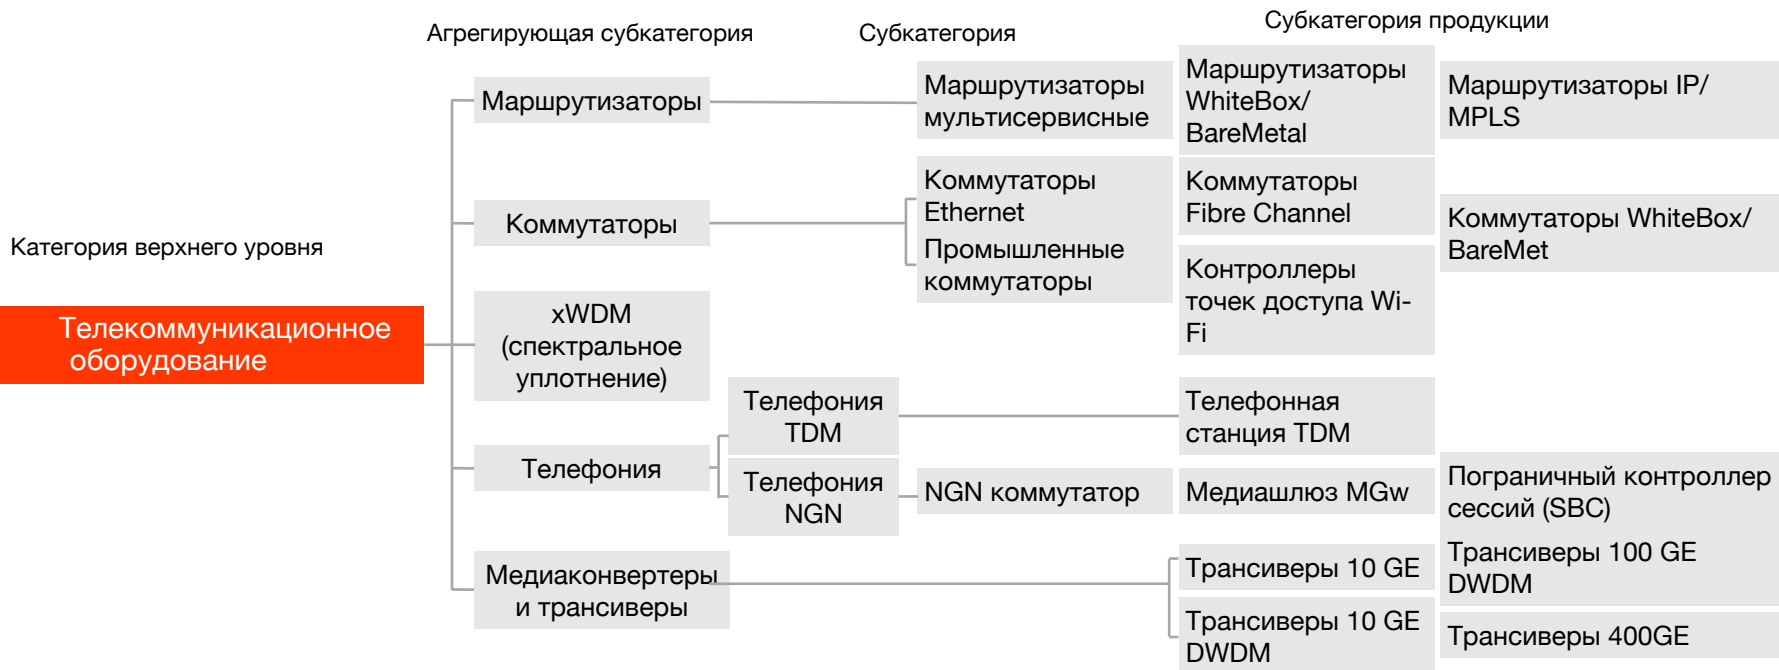 Агрегирующая субкатегория
Субкатегория
Субкатегория продукции
Категория верхнего уровня
Телекоммуникационное
оборудование
Маршрутизаторы
Маршрутизаторы
мультисервисные
Маршрутизаторы
WhiteBox/
BareMetal
Маршрутизаторы IP/
MPLS
Коммутаторы
Коммутаторы
Ethernet
Промышленные
коммутаторы
Коммутаторы
Fibre Channel
Контроллеры
точек доступа Wi-
Fi
Коммутаторы WhiteBox/
BareMet
xWDM
(спектральное
уплотнение)
Телефония
Телефония
TDM
Телефонная
станция TDM
Телефония
NGN
NGN коммутатор
Медиашлюз MGw
Пограничный контроллер
сессий (SBC)
Медиаконвертеры
и трансиверы
Трансиверы 10 GE
Трансиверы 10 GE
DWDM
Трансиверы 100 GE
DWDM
Трансиверы 400GE